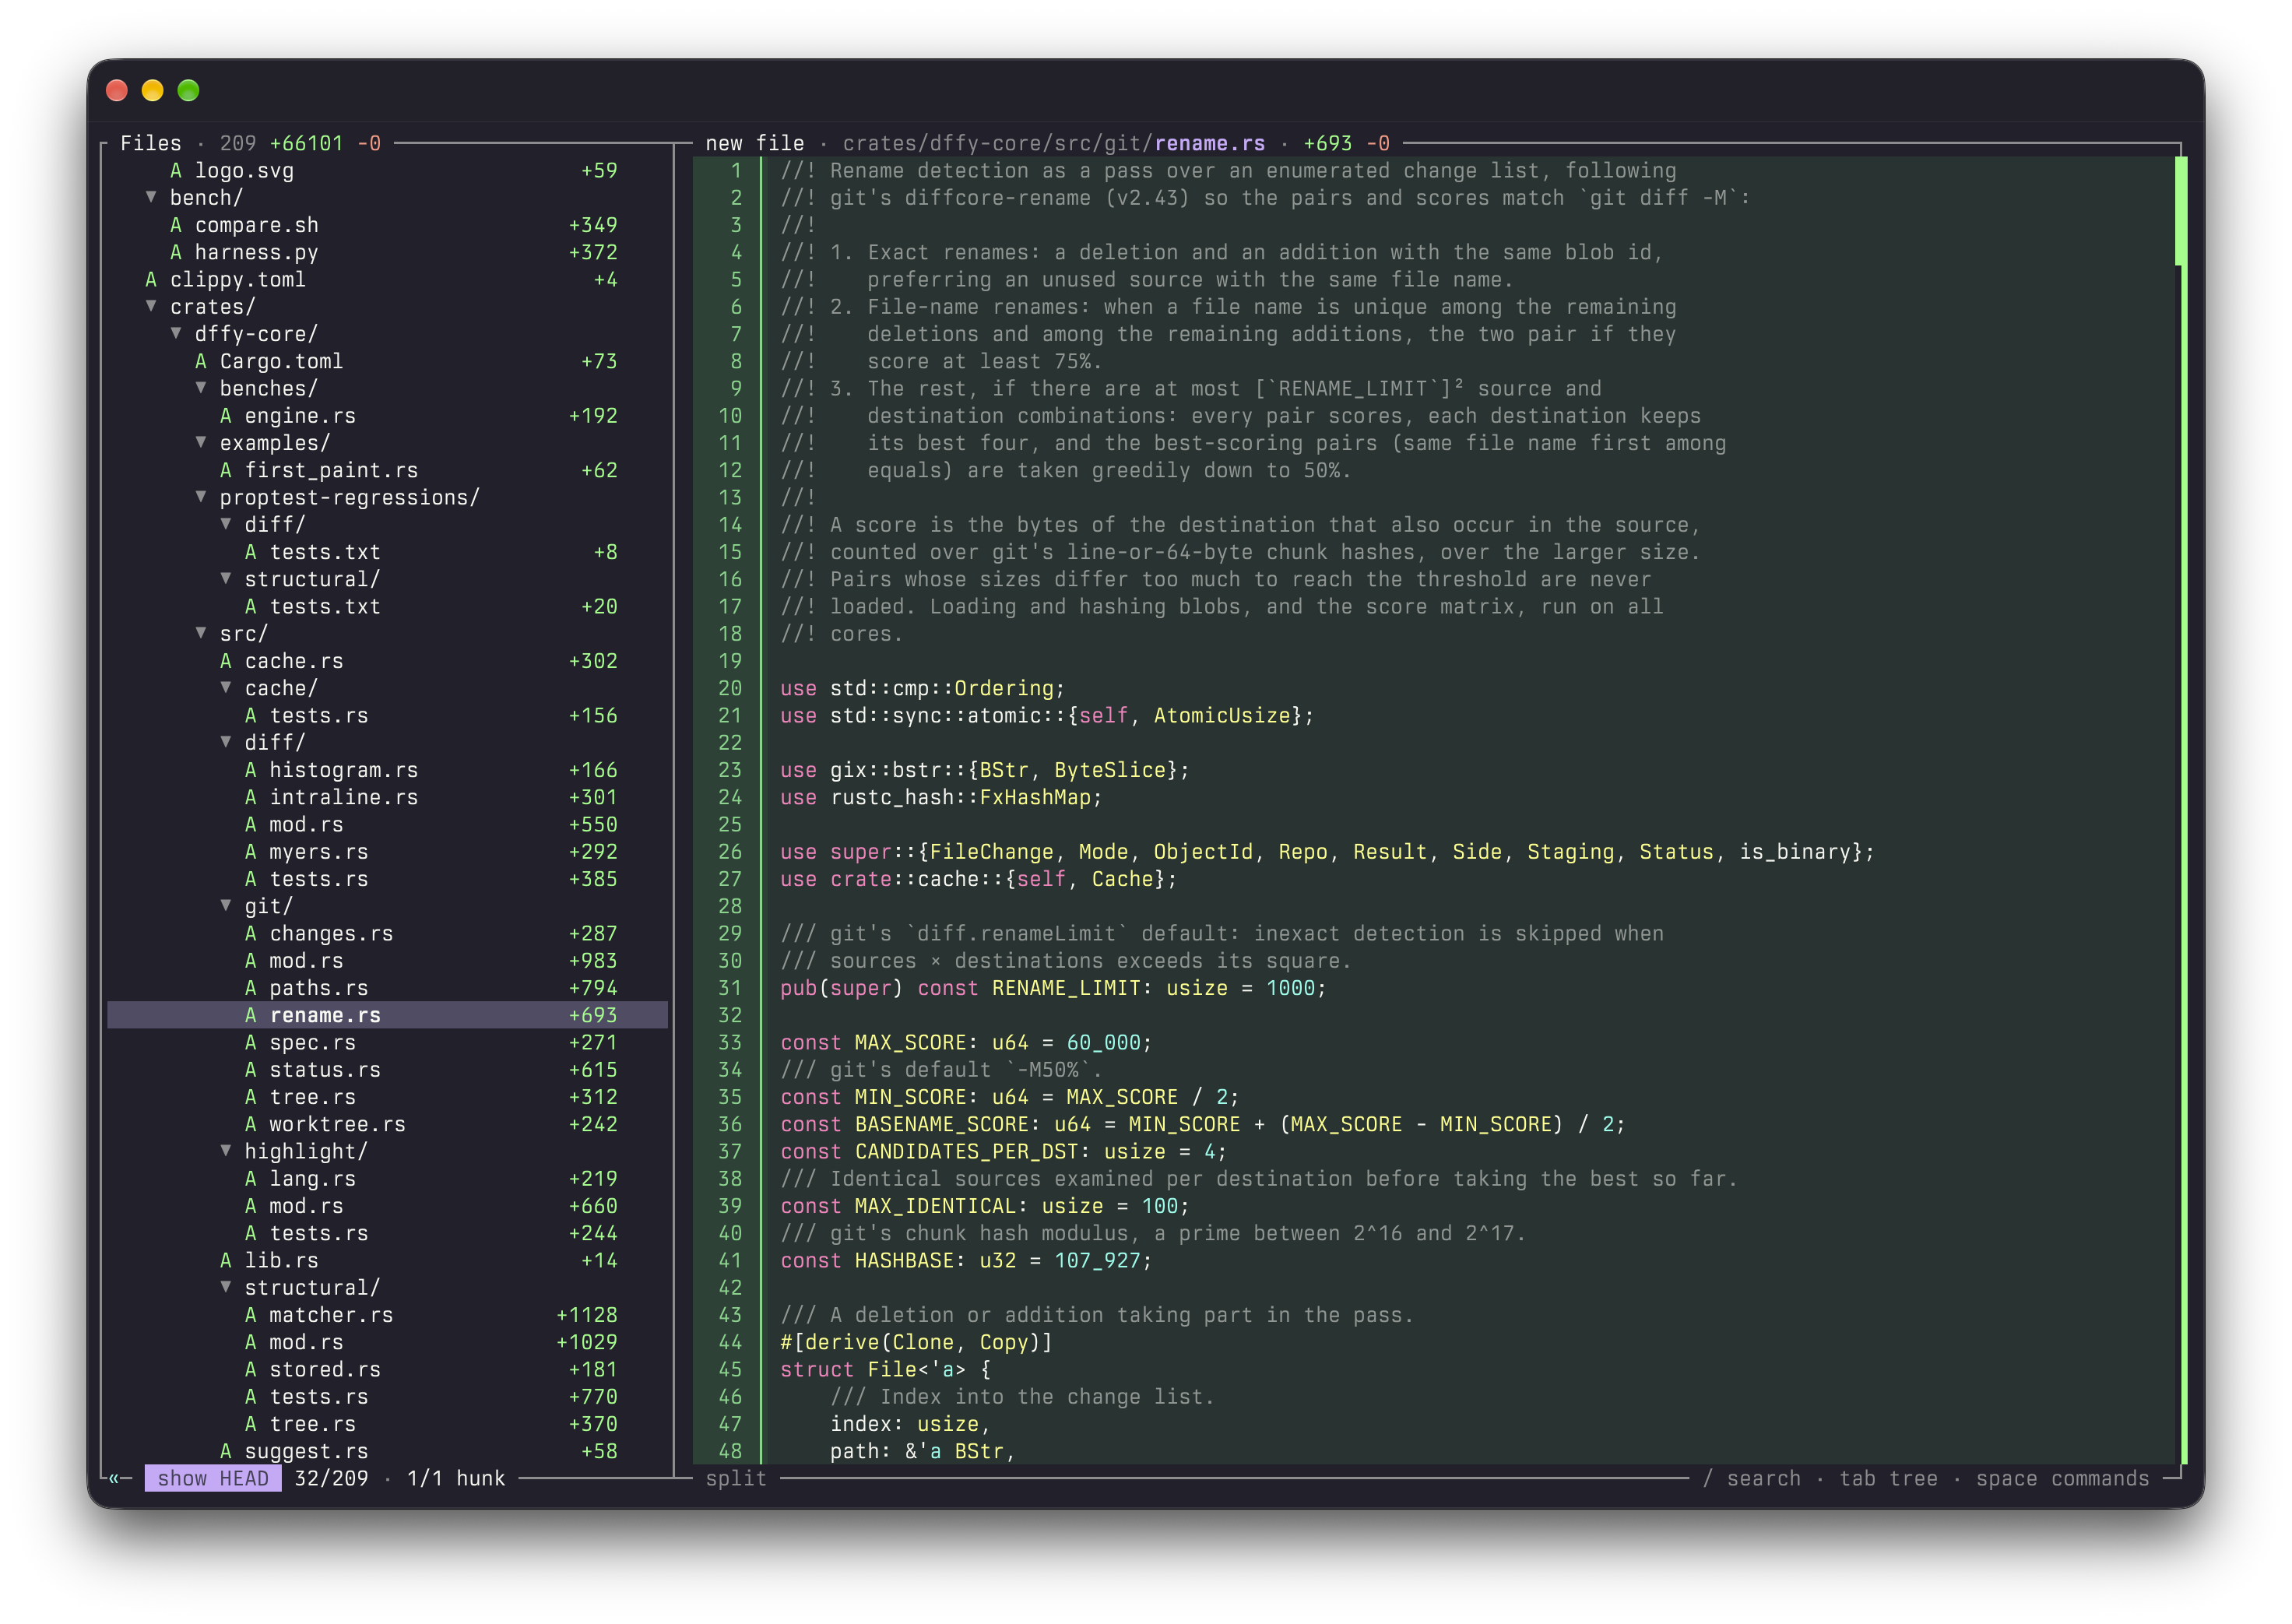 Files · 209 +66101 -0
A logo.svg +59
▼ bench/
A compare.sh +349
A harness.py +372
A clippy.toml +4
▼ crates/
▼ dffy-core/
A Cargo.toml +73
▼ benches/
A engine.rs +192
▼ examples/
A first_paint.rs +62
▼ proptest-regressions/
▼ diff/
A tests.txt +8
▼ structural/
A tests.txt +20
▼ src/
A cache.rs +302
▼ cache/
A tests.rs +156
▼ diff/
A histogram.rs +166
A intraline.rs +301
A mod.rs +550
A myers.rs +292
A tests.rs +385
▼ git/
A changes.rs +287
A mod.rs +983
A paths.rs +794
A rename.rs +693
A spec.rs +271
A status.rs +615
A tree.rs +312
A worktree.rs +242
▼ highlight/
A lang.rs +219
A mod.rs +660
A tests.rs +244
A lib.rs +14
▼ structural/
A matcher.rs +1128
A mod.rs +1029
A stored.rs +181
A tests.rs +770
A tree.rs +370
A suggest.rs +58
« show HEAD 32/209 · 1/1 hunk
new file · crates/dffy-core/src/git/rename.rs · +693 -0
1 //! Rename detection as a pass over an enumerated change list, following
2 //! git's diffcore-rename (v2.43) so the pairs and scores match `git diff -M`:
3 //!
4 //! 1. Exact renames: a deletion and an addition with the same blob id,
5 //!    preferring an unused source with the same file name.
6 //! 2. File-name renames: when a file name is unique among the remaining
7 //!    deletions and among the remaining additions, the two pair if they
8 //!    score at least 75%.
9 //! 3. The rest, if there are at most [`RENAME_LIMIT`]² source and
10 //!    destination combinations: every pair scores, each destination keeps
11 //!    its best four, and the best-scoring pairs (same file name first among
12 //!    equals) are taken greedily down to 50%.
13 //!
14 //! A score is the bytes of the destination that also occur in the source,
15 //! counted over git's line-or-64-byte chunk hashes, over the larger size.
16 //! Pairs whose sizes differ too much to reach the threshold are never
17 //! loaded. Loading and hashing blobs, and the score matrix, run on all
18 //! cores.
19
20 use std::cmp::Ordering;
21 use std::sync::atomic::{self, AtomicUsize};
22
23 use gix::bstr::{BStr, ByteSlice};
24 use rustc_hash::FxHashMap;
25
26 use super::{FileChange, Mode, ObjectId, Repo, Result, Side, Staging, Status, is_binary};
27 use crate::cache::{self, Cache};
28
29 /// git's `diff.renameLimit` default: inexact detection is skipped when
30 /// sources × destinations exceeds its square.
31 pub(super) const RENAME_LIMIT: usize = 1000;
32
33 const MAX_SCORE: u64 = 60_000;
34 /// git's default `-M50%`.
35 const MIN_SCORE: u64 = MAX_SCORE / 2;
36 const BASENAME_SCORE: u64 = MIN_SCORE + (MAX_SCORE - MIN_SCORE) / 2;
37 const CANDIDATES_PER_DST: usize = 4;
38 /// Identical sources examined per destination before taking the best so far.
39 const MAX_IDENTICAL: usize = 100;
40 /// git's chunk hash modulus, a prime between 2^16 and 2^17.
41 const HASHBASE: u32 = 107_927;
42
43 /// A deletion or addition taking part in the pass.
44 #[derive(Clone, Copy)]
45 struct File<'a> {
46     /// Index into the change list.
47     index: usize,
48     path: &'a BStr,
split / search · tab tree · space commands